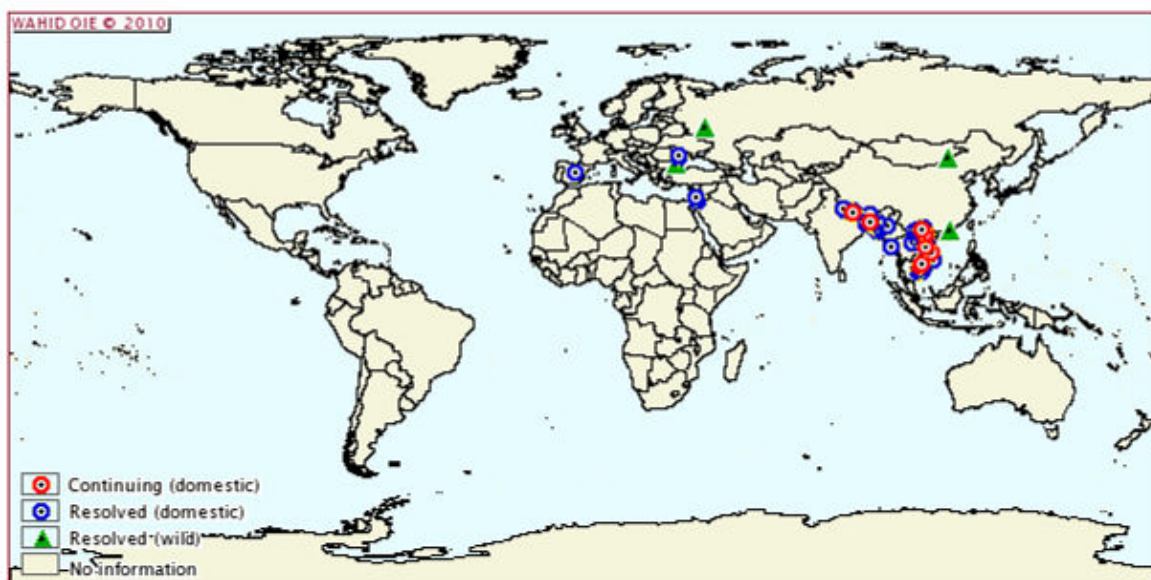 WAHID OIE © 2010
Continuing (domestic)
Resolved (domestic)
Resolved (wild)
No information